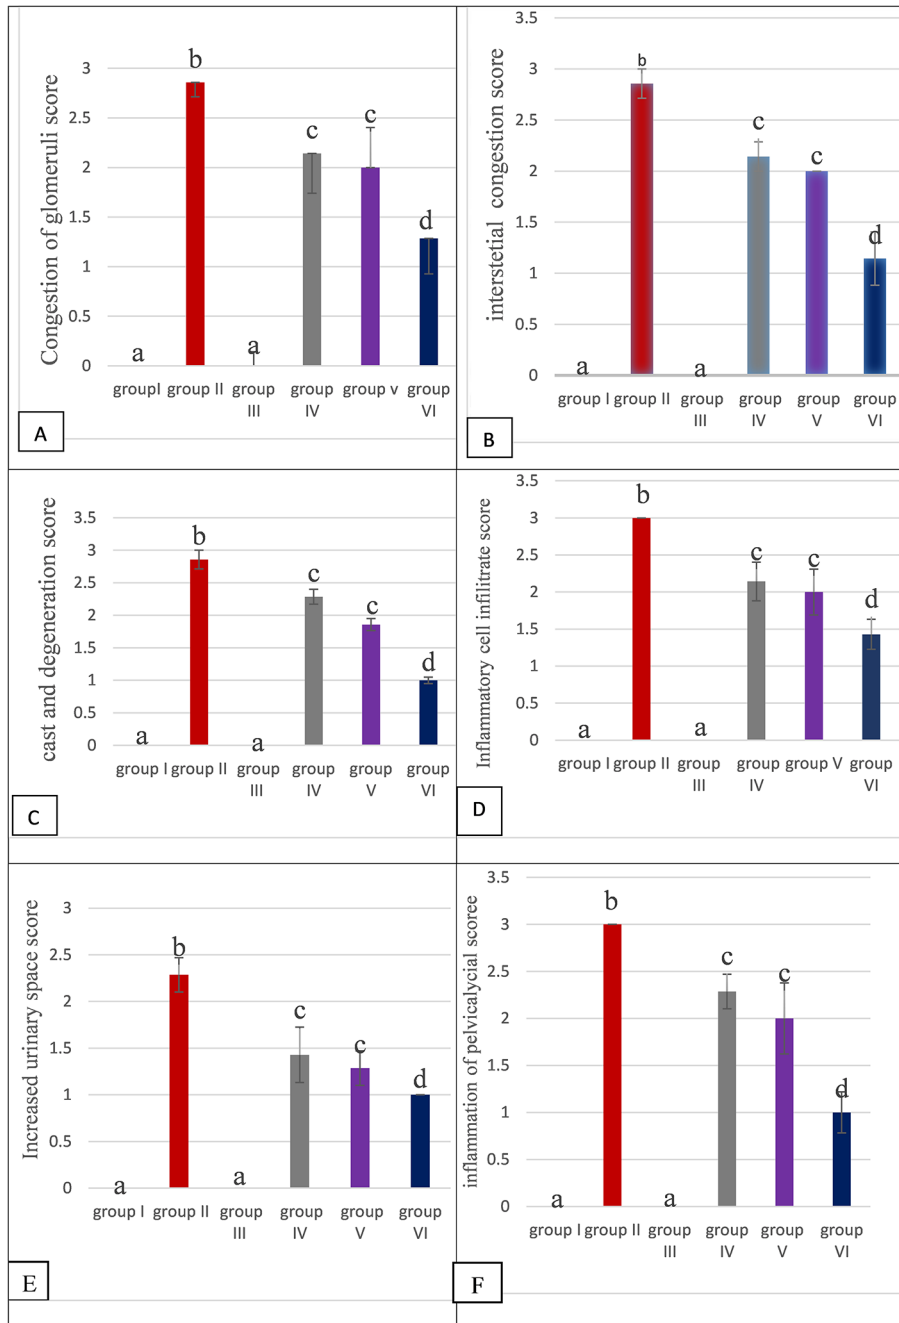 Congestion of glomeruli score
3
2.5
2
1.5
1
0.5
0
a
b
a
c
c
d
groupI group II group III group IV group v group VI
A
interstetial congestion score
3.5
3
2.5
2
1.5
1
0.5
0
a
b
a
c
c
d
group I group II group III group IV group V group VI
B
cast and degeneration score
3.5
3
2.5
2
1.5
1
0.5
0
a
b
a
c
c
d
group I group II group III group IV group V group VI
C
Inflammatory cell infilitrate score
3.5
3
2.5
2
1.5
1
0.5
0
a
b
a
c
c
d
group I group II group III group IV group V group VI
D
Increased urinary space score
3
2.5
2
1.5
1
0.5
0
a
b
a
c
c
d
group I group II group III group IV group V group VI
E
inflammation of pelvicalycial scoree
3.5
3
2.5
2
1.5
1
0.5
0
a
b
a
c
c
d
group I group II group III group IV group V group VI
F